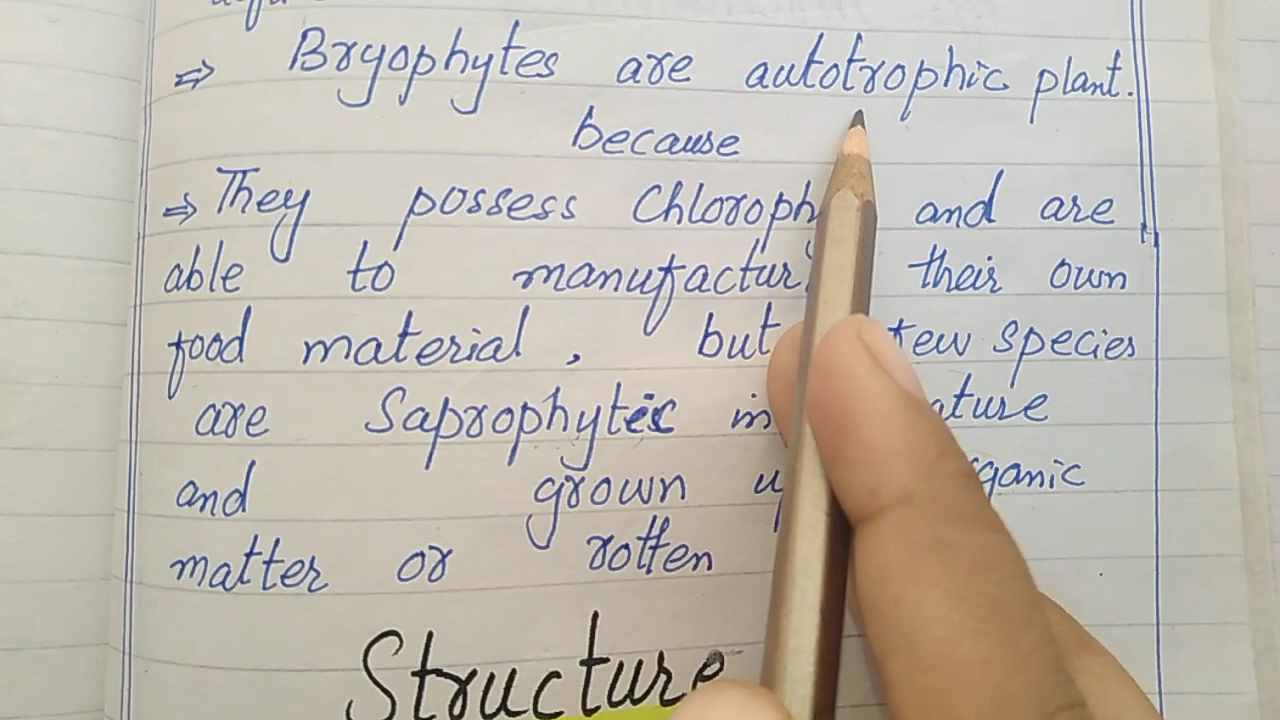 ⇒ Bryophytes are autotrophic plant.
because
⇒ They possess Chloroph and are
able to manufactur their own
food material, but few species
are Saprophytic in ature
and grown u ganic
matter or rotten
Structure